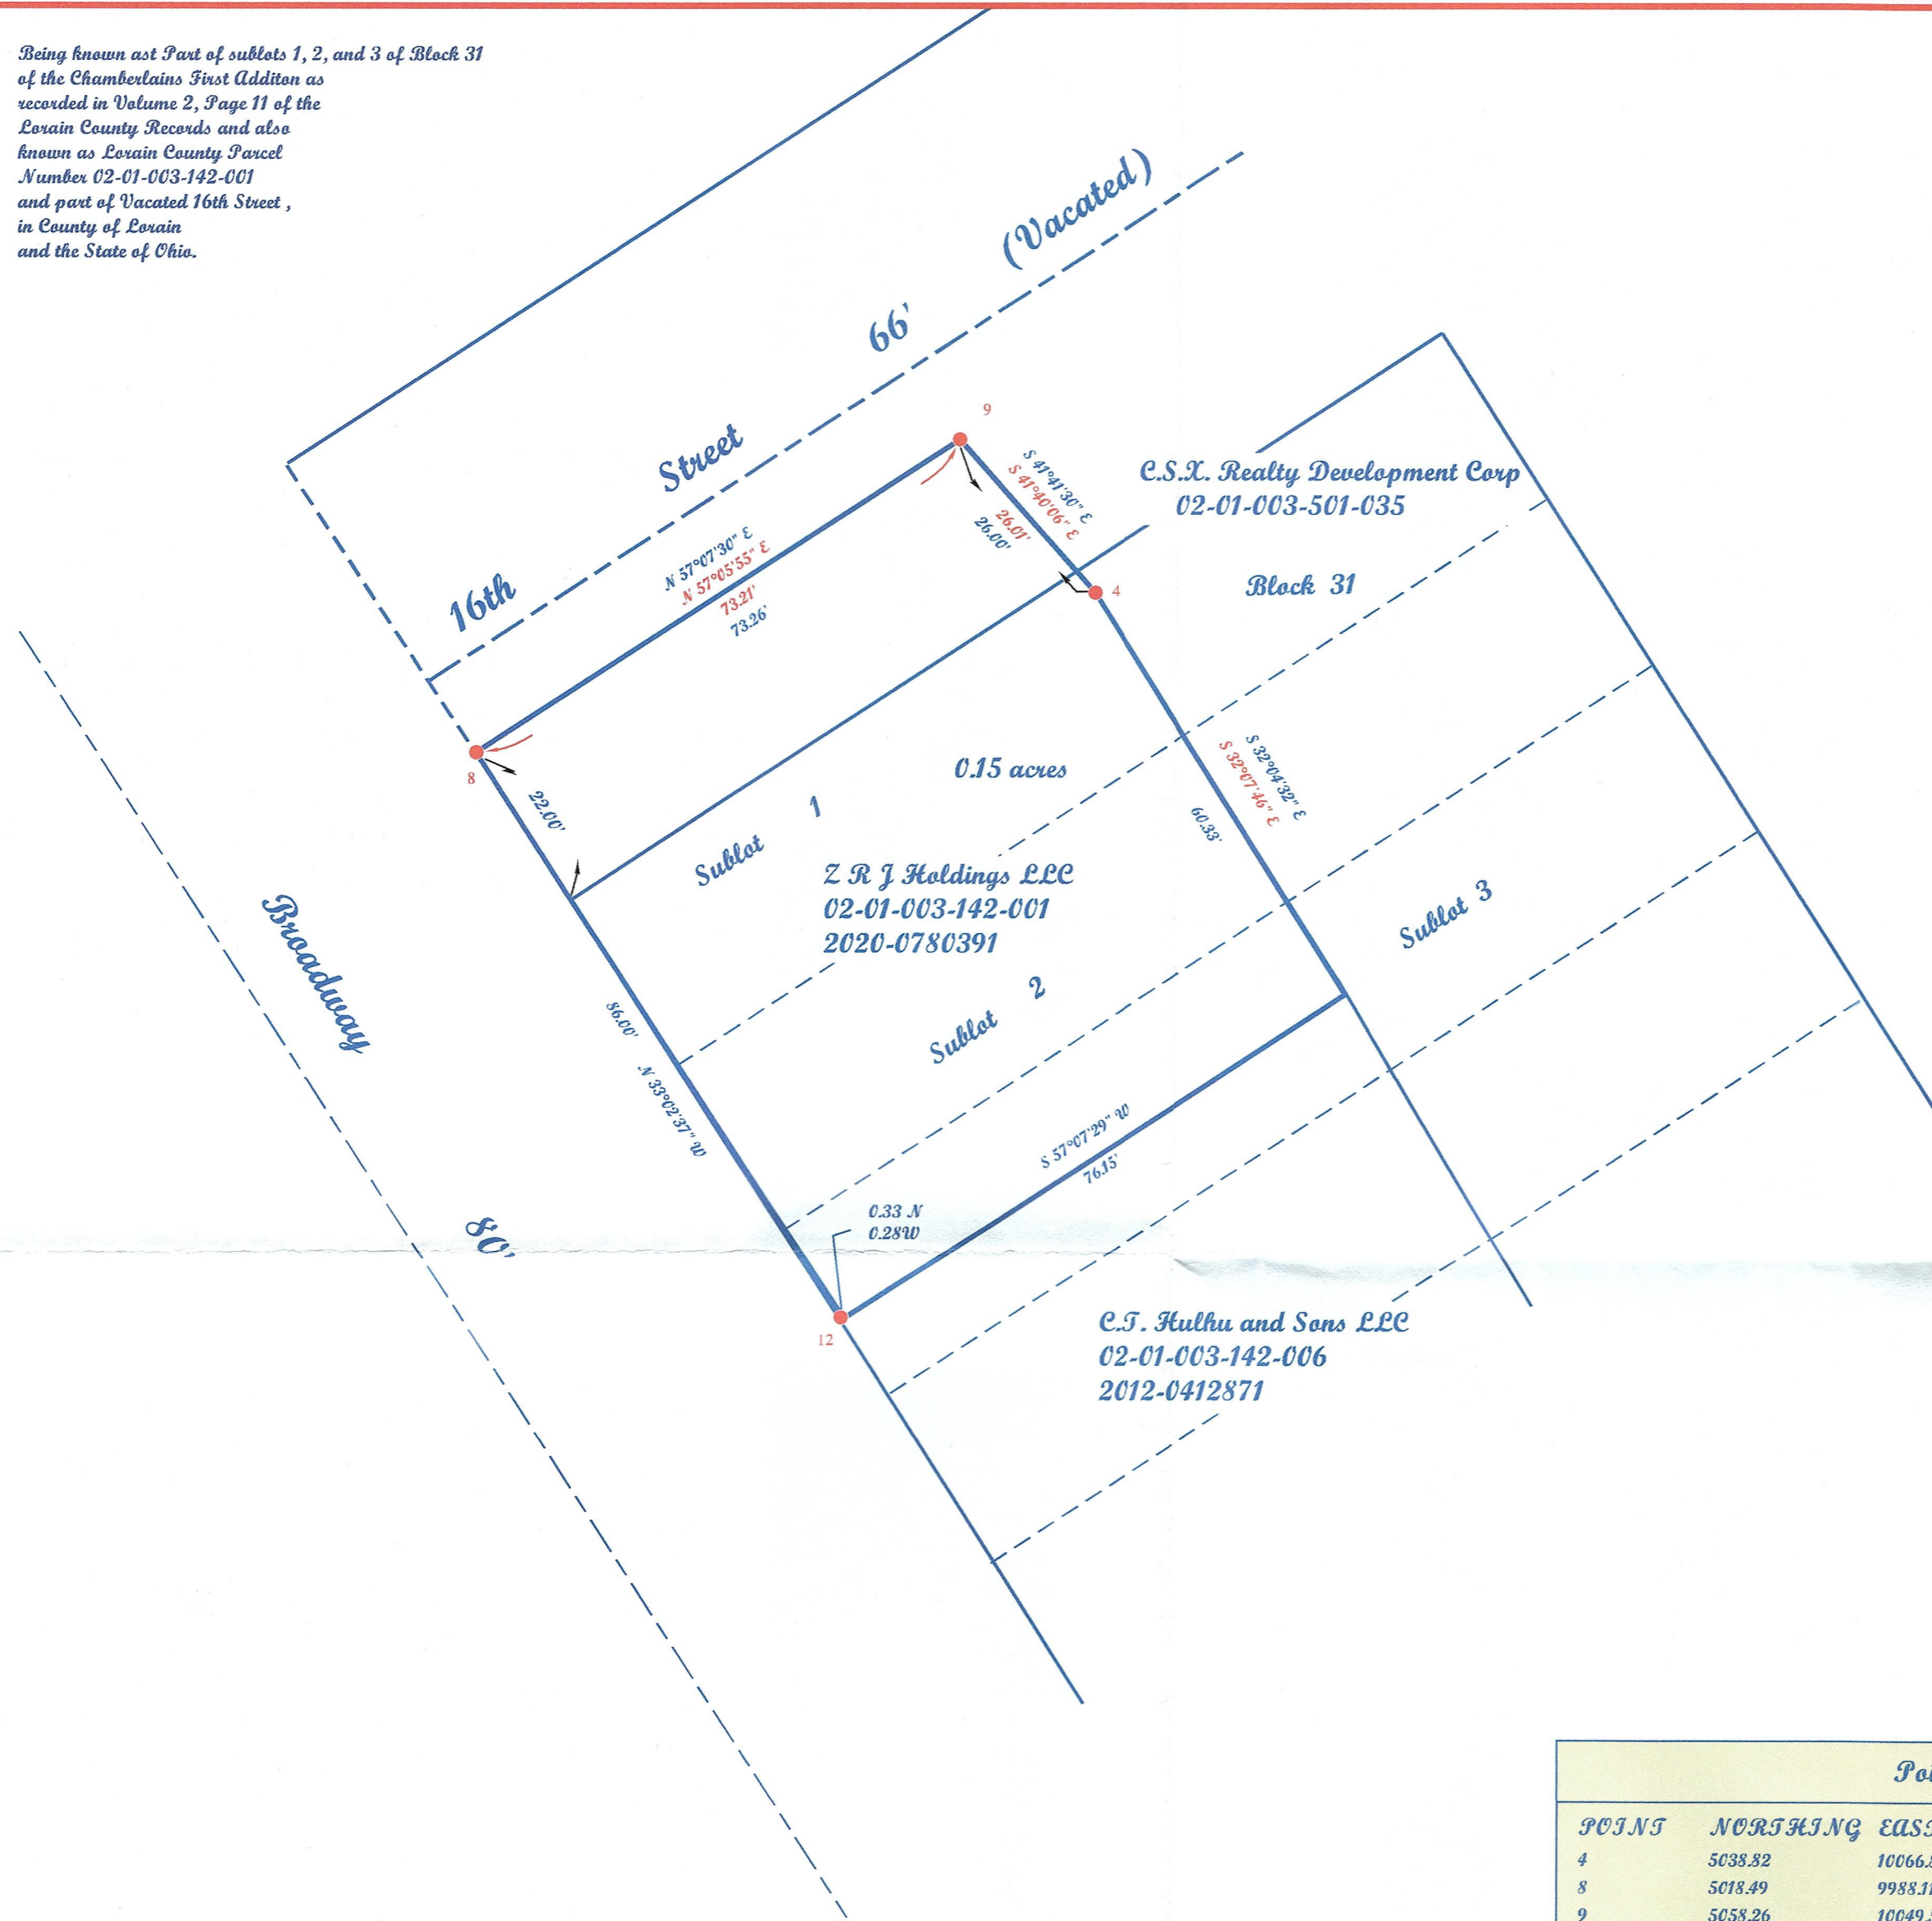 Being known ast Part of sublots 1, 2, and 3 of Block 31
of the Chamberlains First Additon as
recorded in Volume 2, Page 11 of the
Lorain County Records and also
known as Lorain County Parcel
Number 02-01-003-142-001
and part of Vacated 16th Street ,
in County of Lorain
and the State of Ohio.
(Vacated)
66'
Street
16th
9
S 41°41'30" E
S 41°40'06" E
26.01'
26.00'
C.S.X. Realty Development Corp
02-01-003-501-035
N 57°07'30" E
N 57°05'55" E
73.21'
73.26'
Block 31
4
8
22.00'
0.15 acres
S 32°04'32" E
S 32°07'46" E
60.33'
Sublot 1
Z R J Holdings LLC
02-01-003-142-001
2020-0780391
Sublot 3
Broadway
86.00'
N 33°02'37" W
Sublot 2
S 57°07'29" W
76.15'
80'
0.33 N
0.28W
12
C.T. Hulhu and Sons LLC
02-01-003-142-006
2012-0412871
POINT NORTHING
4 5038.82 10066.
8 5018.49 9988.11
9 5058.26 10049.